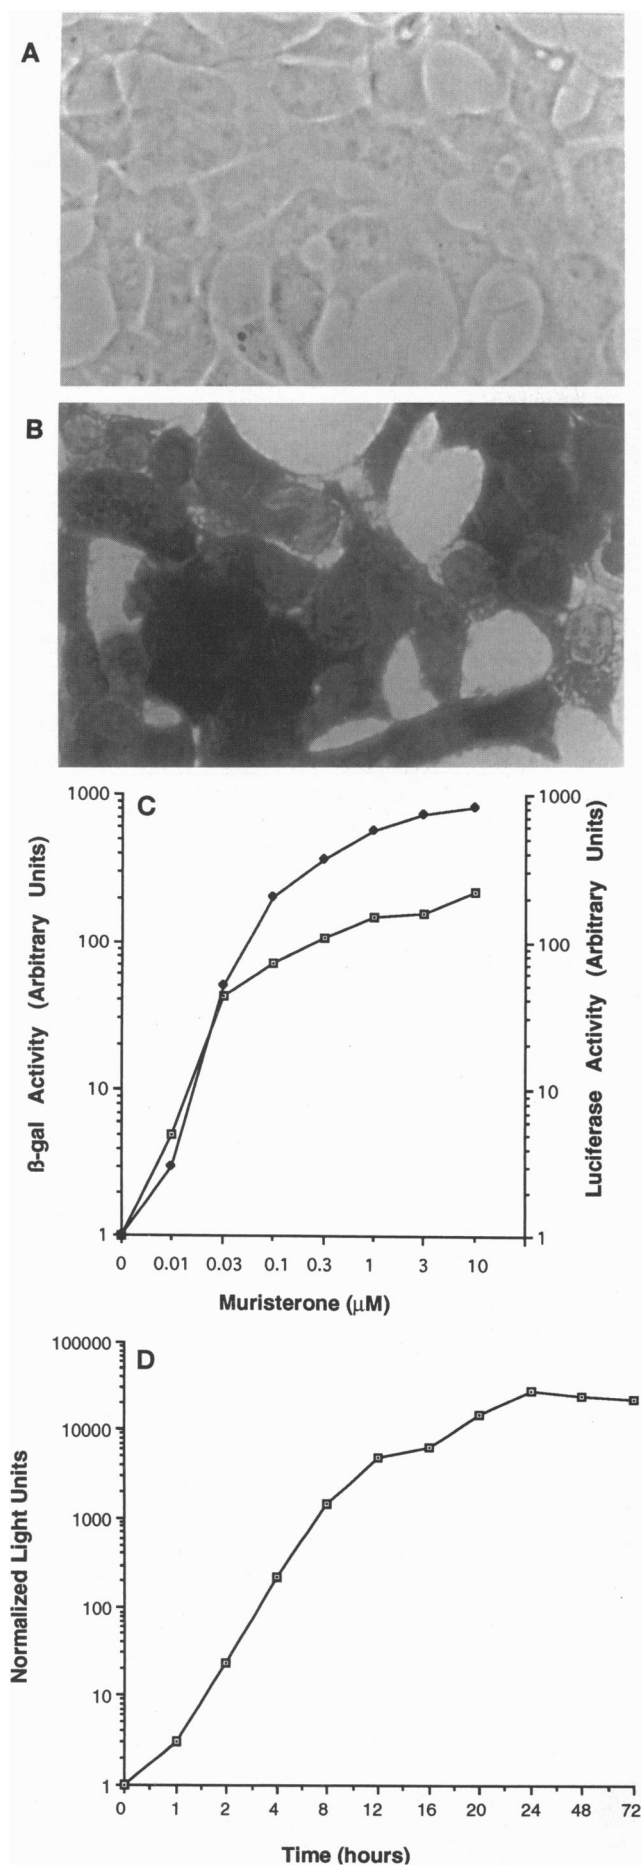 A
B
C
1000
100
10
1
ß-gal Activity (Arbitrary Units)
1000
100
10
1
Luciferase Activity (Arbitrary Units)
0 0.01 0.03 0.1 0.3 1 3 10
Muristerone (µM)
D
100000
10000
1000
100
10
1
Normalized Light Units
0 1 2 4 8 12 16 20 24 48 72
Time (hours)